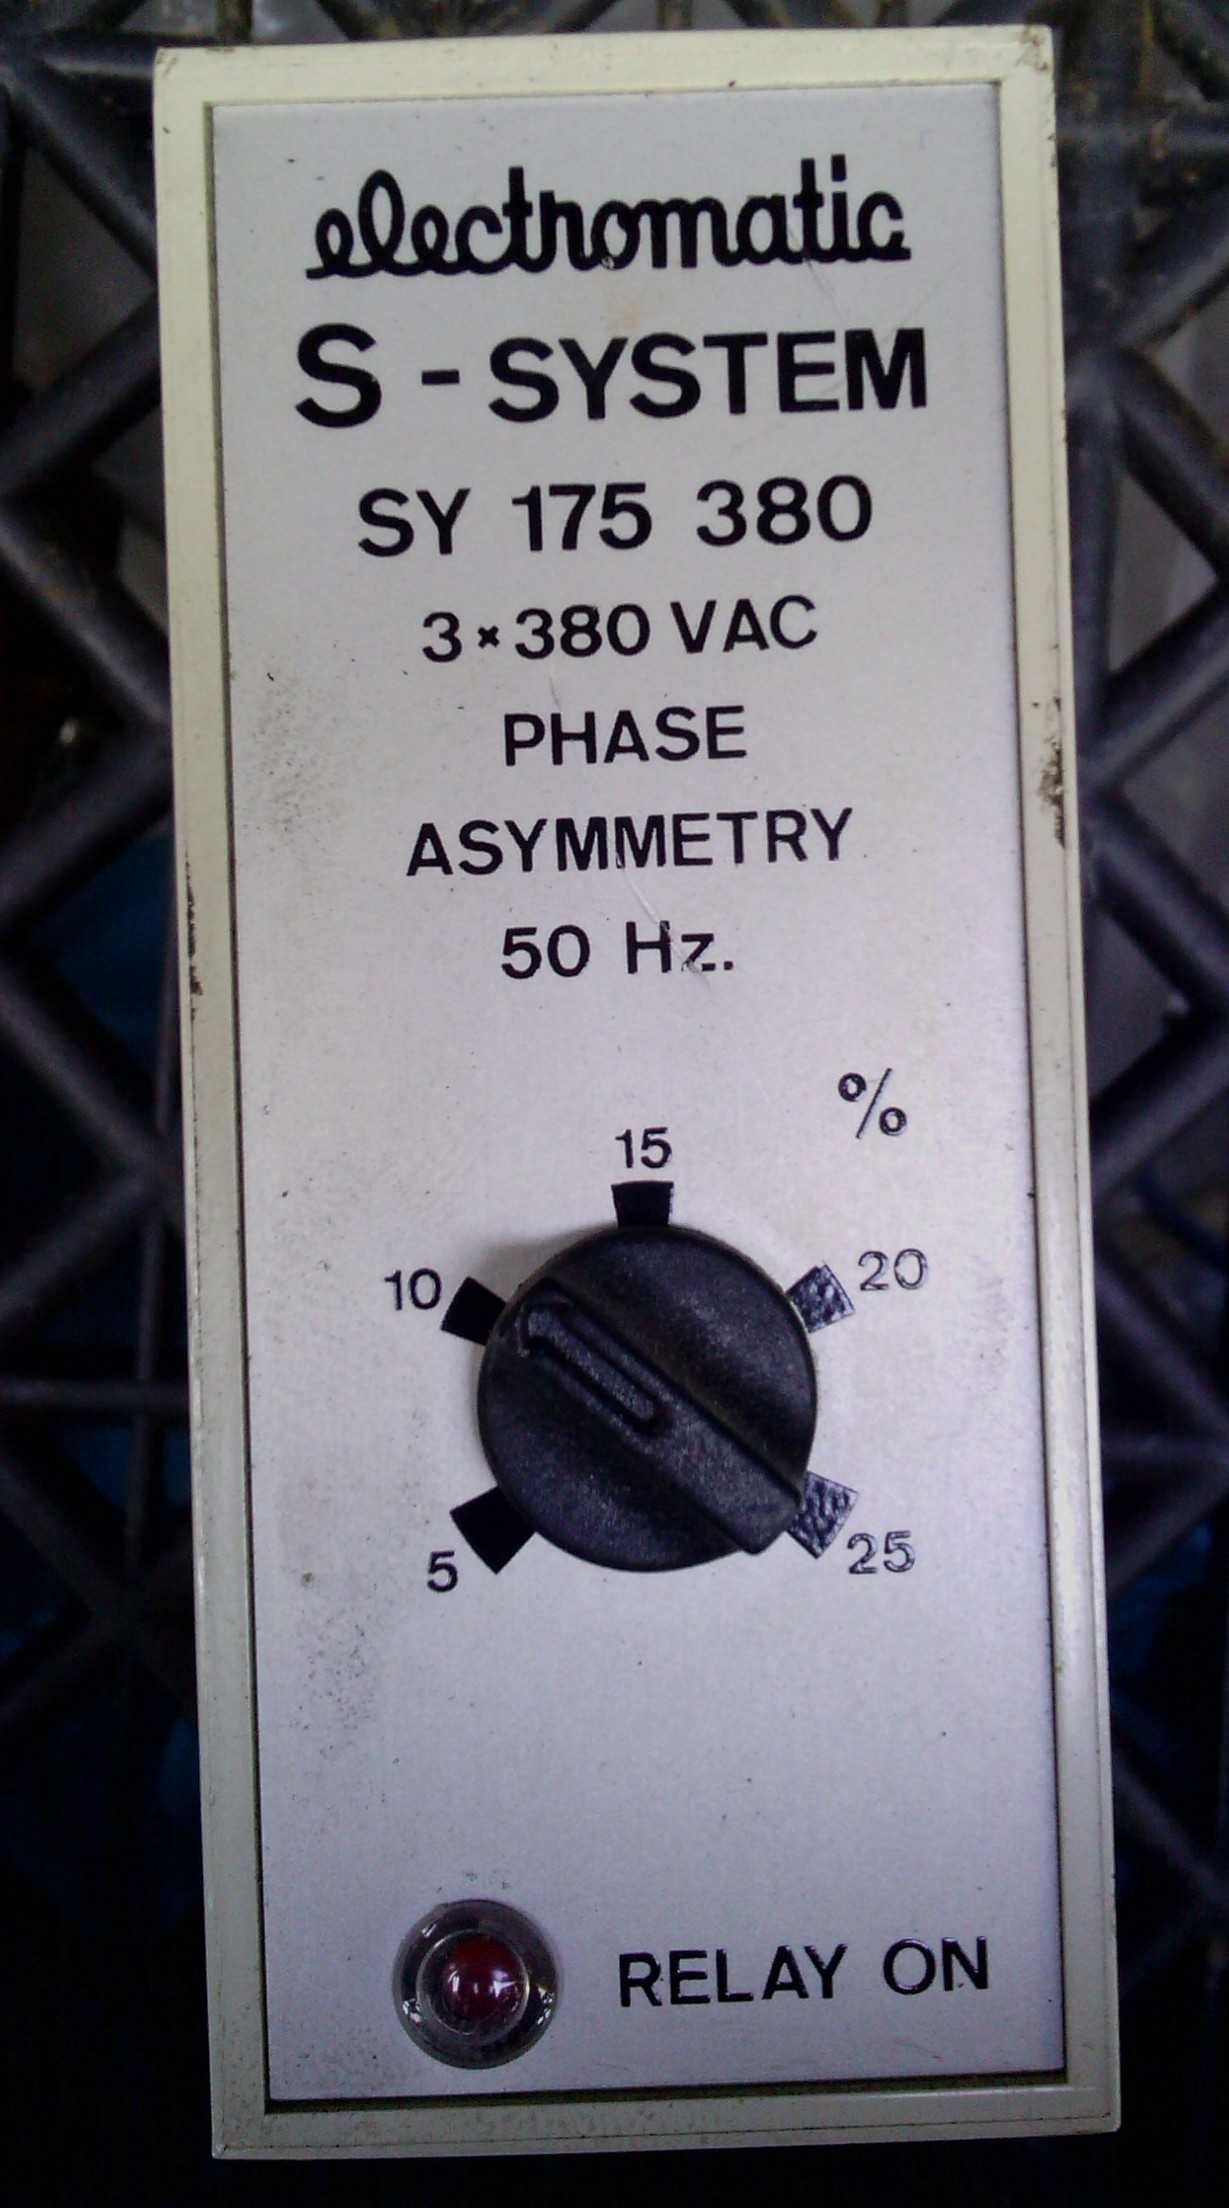 electromatic
S - SYSTEM
SY 175 380
3 × 380 VAC
PHASE
ASYMMETRY
50 Hz.
%
15
10
20
5
25
RELAY ON